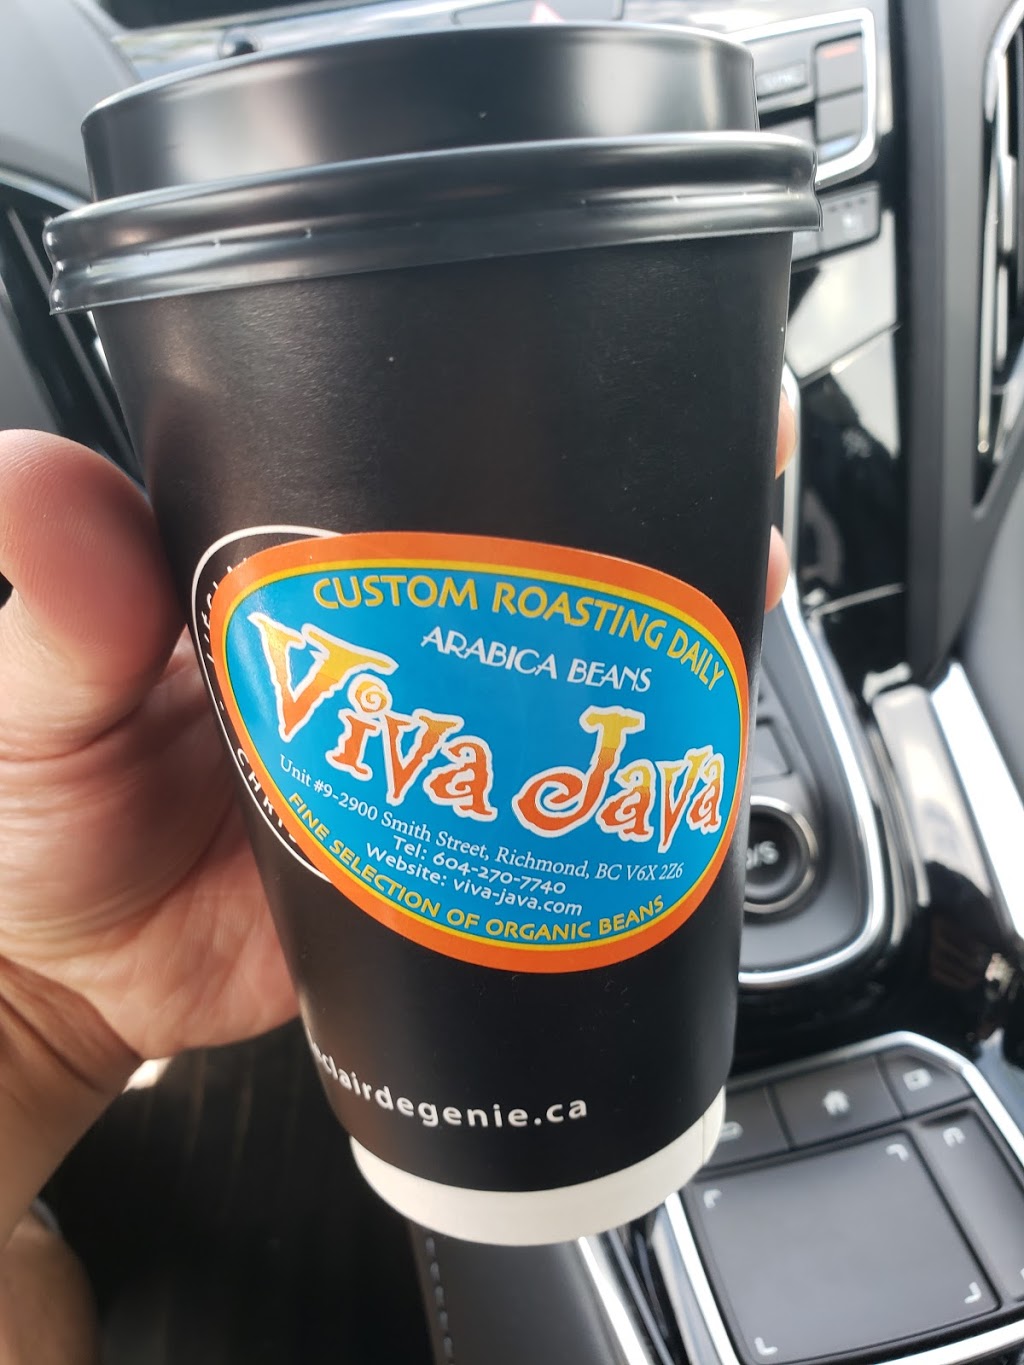 CUSTOM ROASTING DAILY
ARABICA BEANS
Viva Java
Unit #9-2900 Smith Street, Richmond, BC V6X 2Z6
Tel: 604-270-7740
Website: viva-java.com
FINE SELECTION OF ORGANIC BEANS
clairdegenie.ca